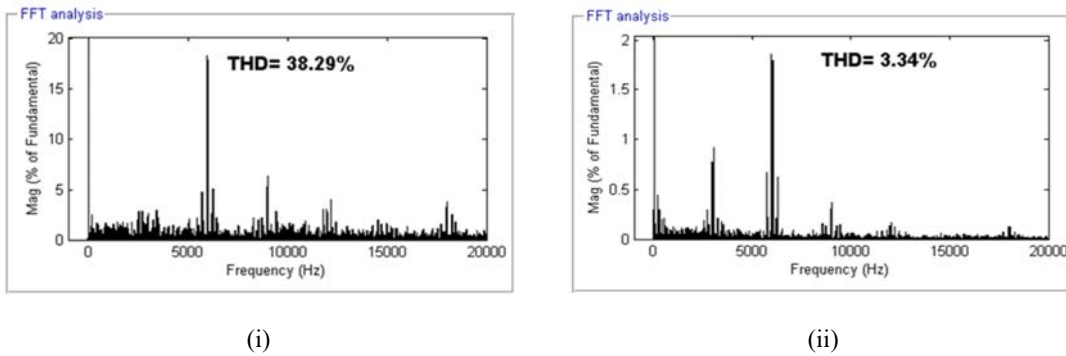 FFT analysis
20
15
10
5
0
Mag (% of Fundamental)
THD= 38.29%
0 5000 10000 15000 20000
Frequency (Hz)
(i)
FFT analysis
2
1.5
1
0.5
0
Mag (% of Fundamental)
THD= 3.34%
0 5000 10000 15000 20000
Frequency (Hz)
(ii)